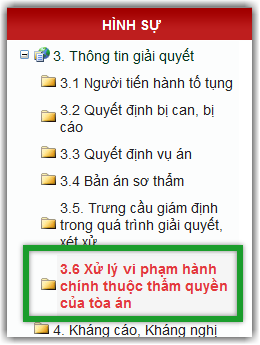 HÌNH SỰ
3. Thông tin giải quyết
3.1 Người tiến hành tố tụng
3.2 Quyết định bị can, bị
cáo
3.3 Quyết định vụ án
3.4 Bản án sơ thẩm
3.5. Trưng cầu giám định
trong quá trình giải quyết,
xét xử
3.6 Xử lý vi phạm hành
chính thuộc thẩm quyền
của tòa án
4. Kháng cáo, Kháng nghị